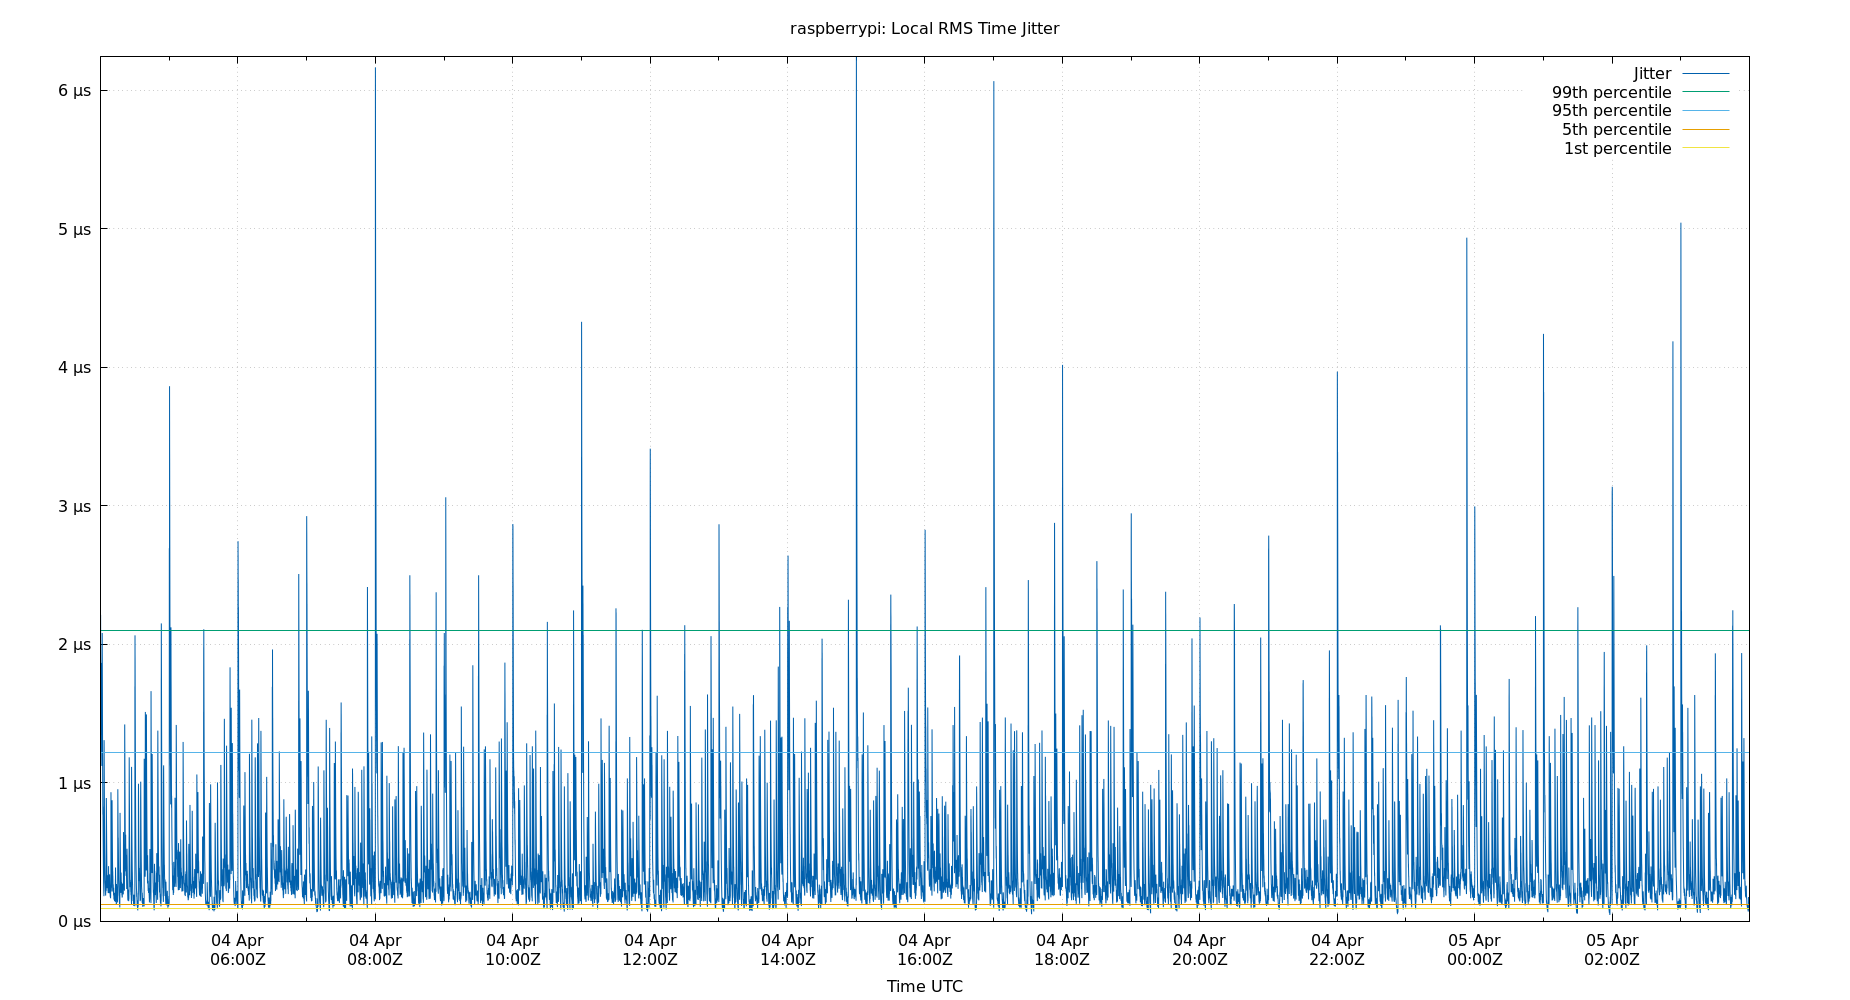 raspberrypi: Local RMS Time Jitter
Jitter
99th percentile
95th percentile
5th percentile
1st percentile
6 µs
5 µs
4 µs
3 µs
2 µs
1 µs
0 µs
04 Apr 04 Apr 04 Apr 04 Apr 04 Apr 04 Apr 04 Apr 04 Apr 04 Apr 05 Apr 05 Apr
06:00Z 08:00Z 10:00Z 12:00Z 14:00Z 16:00Z 18:00Z 20:00Z 22:00Z 00:00Z 02:00Z
Time UTC